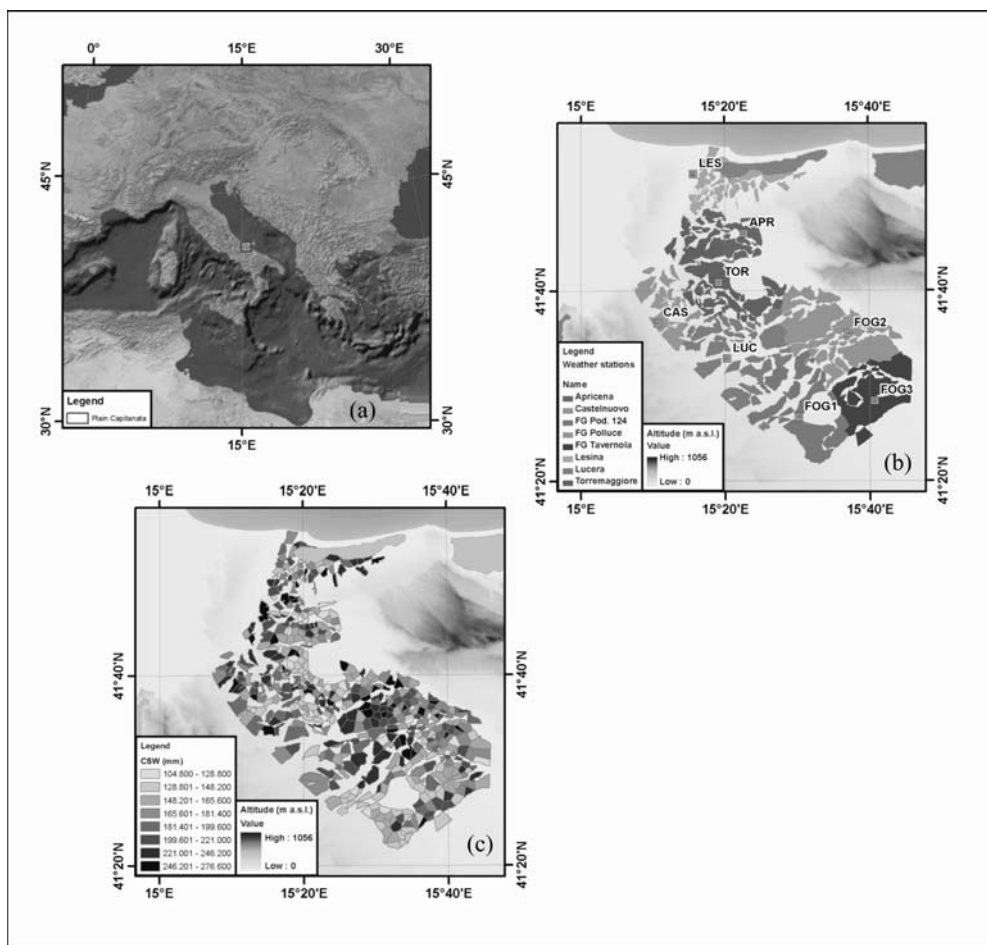 0°
15°E
30°E
45°N
45°N
30°N
30°N
15°E
Legend
Plain Capitanata
(a)
15°E
15°20'E
15°40'E
LES
APR
TOR
CAS
LUC
FOG2
FOG1
FOG3
41°40'N
41°40'N
41°20'N
41°20'N
Legend
Weather stations
Name
Apricena
Castelnuovo
FG Pod. 124
FG Polluce
FG Tavernola
Lesina
Lucera
Torremaggiore
Altitude (m a.s.l.)
Value
High : 1056
Low : 0
(b)
15°E
15°20'E
15°40'E
15°E
15°20'E
15°40'E
41°40'N
41°40'N
41°20'N
41°20'N
Legend
CSW (mm)
104.800 - 128.800
128.801 - 148.200
148.201 - 165.600
165.601 - 181.400
181.401 - 199.600
199.601 - 221.000
221.001 - 246.200
246.201 - 276.600
Altitude (m a.s.l.)
Value
High : 1056
Low : 0
(c)
15°E
15°20'E
15°40'E